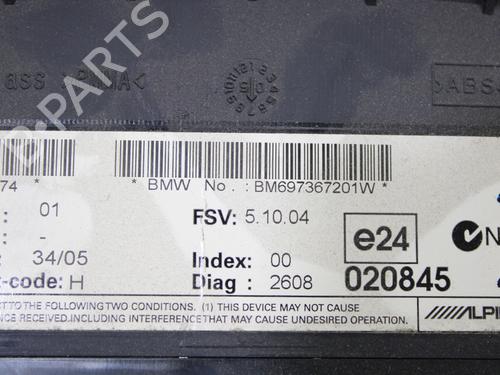 >ABS
B-PARTS
74 * * BMW No. :BM697367201W *
: 01 FSV: 5.10.04 e24
: -
34/05 Index: 00
-code: H Diag : 2608 020845
CT TO THE FOLLOWING TWO CONDITIONS. (1) THIS DEVICE MAY NOT CAUSE
NCE RECEIVED.INCLUDING INTERFERENCE THAT MAY CAUSE UNDESIRED OPERATION. ALPIN